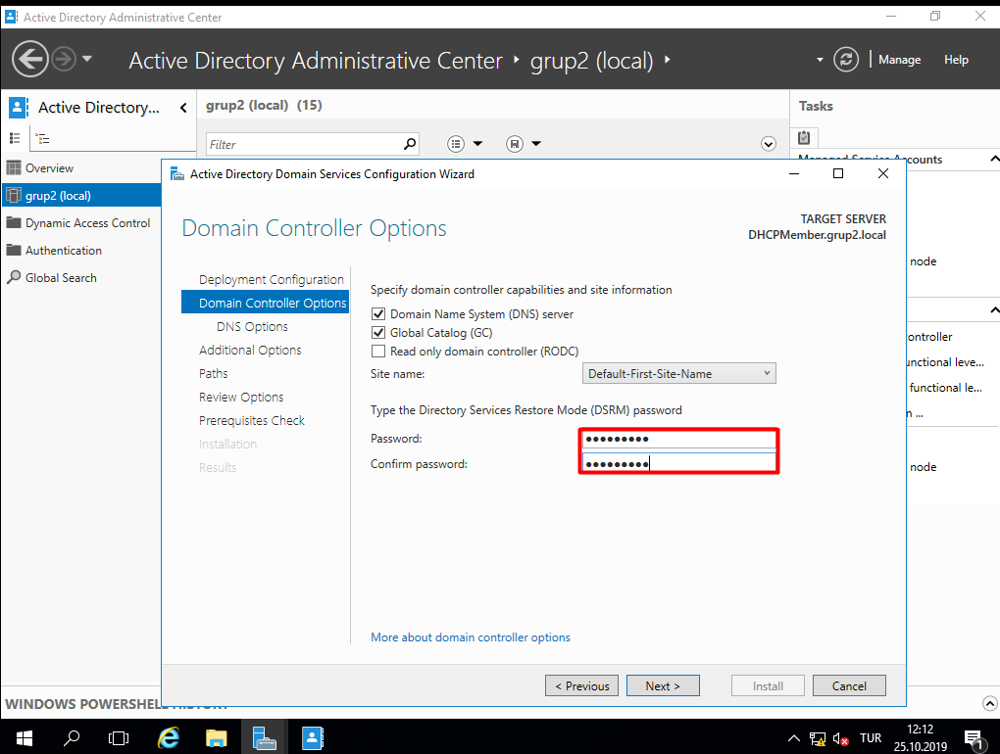 Active Directory Administrative Center
Active Directory Administrative Center • grup2 (local) •
Manage
Help
Active Directory...
grup2 (local) (15)
Tasks
Filter
Managed Service Accounts
Overview
grup2 (local)
Dynamic Access Control
Authentication
Global Search
Active Directory Domain Services Configuration Wizard
Domain Controller Options
TARGET SERVER
DHCPMember.grup2.local
Deployment Configuration
Domain Controller Options
DNS Options
Additional Options
Paths
Review Options
Prerequisites Check
Installation
Results
Specify domain controller capabilities and site information
Domain Name System (DNS) server
Global Catalog (GC)
Read only domain controller (RODC)
Site name:
Default-First-Site-Name
Type the Directory Services Restore Mode (DSRM) password
Password:
•••••••••
Confirm password:
•••••••••
More about domain controller options
< Previous
Next >
Install
Cancel
node
ontroller
unctional leve...
functional le...
n ...
node
WINDOWS POWERSHELL HISTORY
TUR
12:12
25.10.2019
1